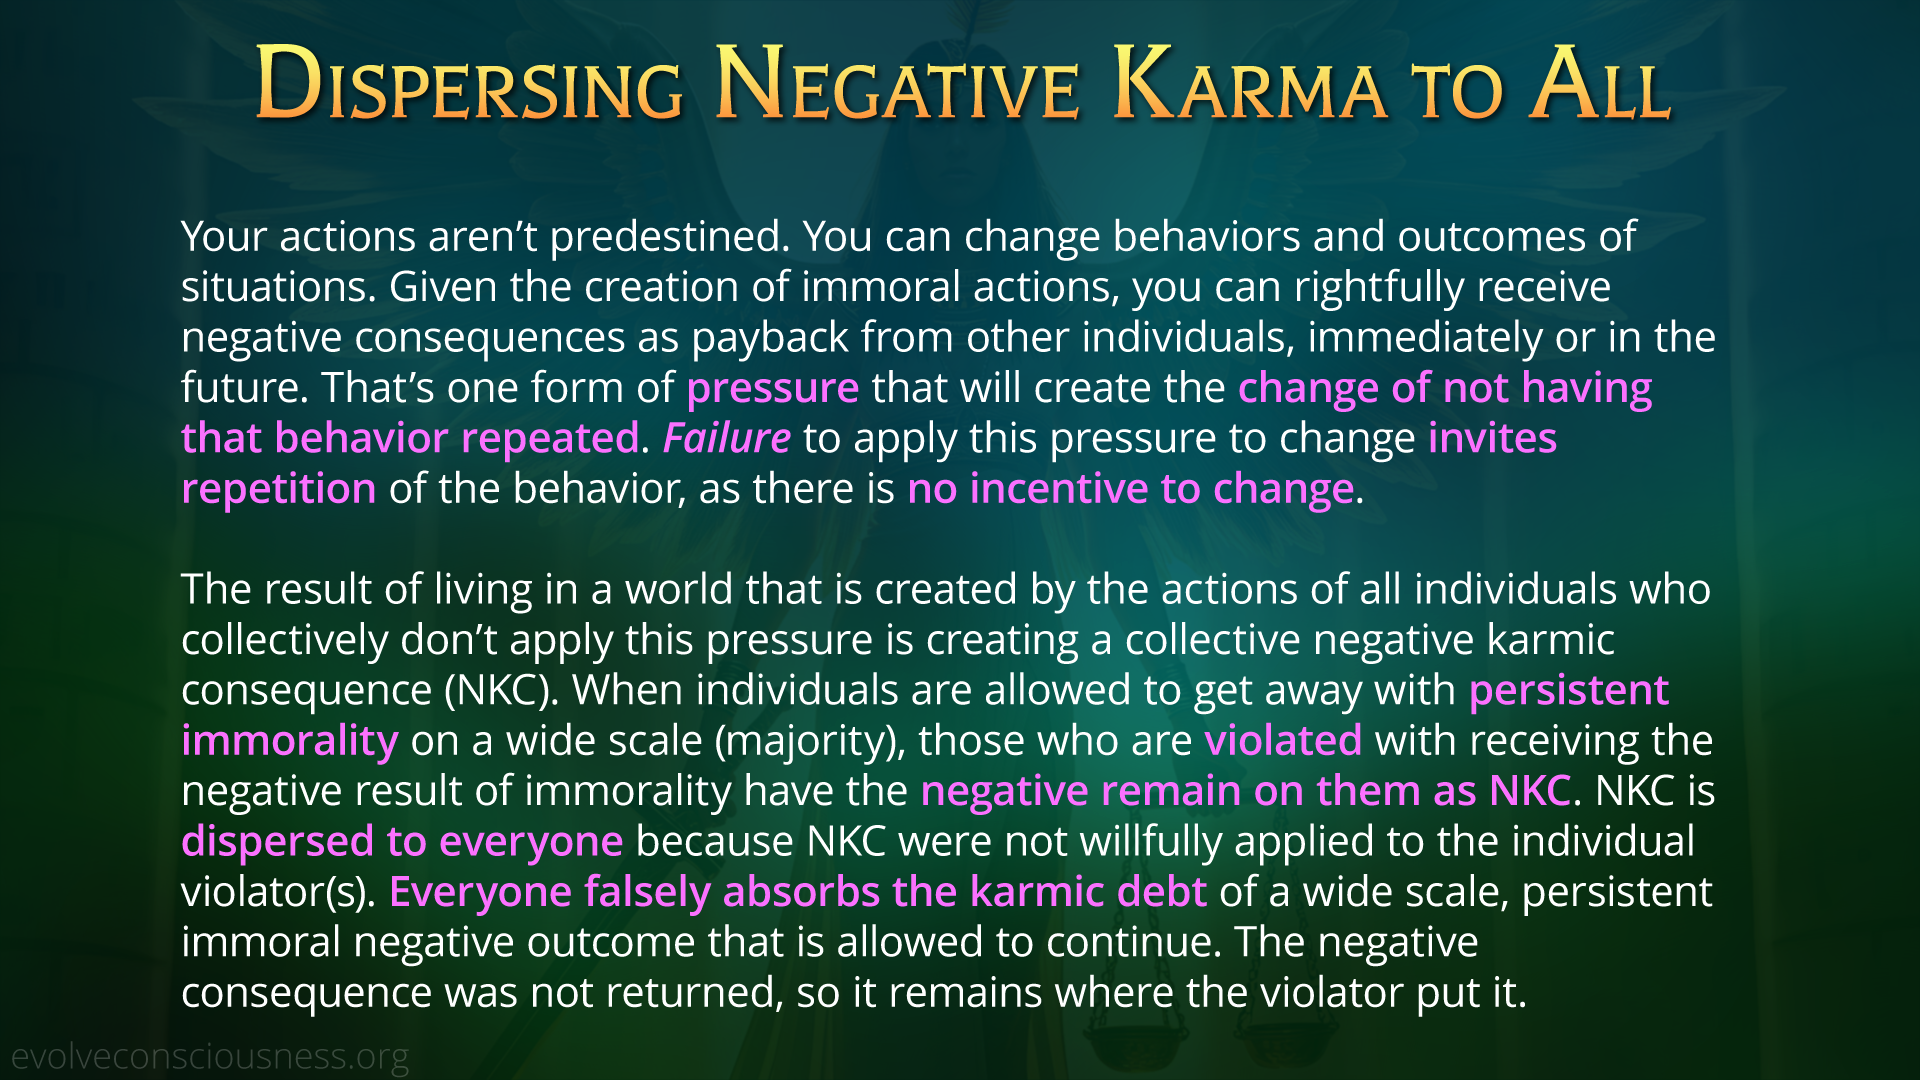 Dispersing Negative Karma to All
Your actions aren’t predestined. You can change behaviors and outcomes of
situations. Given the creation of immoral actions, you can rightfully receive
negative consequences as payback from other individuals, immediately or in the
future. That’s one form of pressure that will create the change of not having
that behavior repeated. Failure to apply this pressure to change invites
repetition of the behavior, as there is no incentive to change.
The result of living in a world that is created by the actions of all individuals who
collectively don’t apply this pressure is creating a collective negative karmic
consequence (NKC). When individuals are allowed to get away with persistent
immorality on a wide scale (majority), those who are violated with receiving the
negative result of immorality have the negative remain on them as NKC. NKC is
dispersed to everyone because NKC were not willfully applied to the individual
violator(s). Everyone falsely absorbs the karmic debt of a wide scale, persistent
immoral negative outcome that is allowed to continue. The negative
consequence was not returned, so it remains where the violator put it.
evolveconsciousness.org